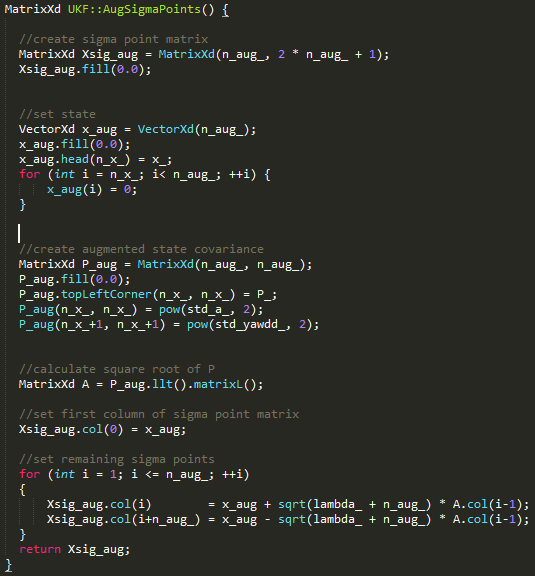 MatrixXd UKF::AugSigmaPoints() {
//create sigma point matrix
MatrixXd Xsig_aug = MatrixXd(n_aug_, 2 * n_aug_ + 1);
Xsig_aug.fill(0.0);
//set state
VectorXd x_aug = VectorXd(n_aug_);
x_aug.fill(0.0);
x_aug.head(n_x_) = x_;
for (int i = n_x_; i< n_aug_; ++i) {
x_aug(i) = 0;
}
//create augmented state covariance
MatrixXd P_aug = MatrixXd(n_aug_, n_aug_);
P_aug.fill(0.0);
P_aug.topLeftCorner(n_x_, n_x_) = P_;
P_aug(n_x_, n_x_) = pow(std_a_, 2);
P_aug(n_x_+1, n_x_+1) = pow(std_yawdd_, 2);
//calculate square root of P
MatrixXd A = P_aug.llt().matrixL();
//set first column of sigma point matrix
Xsig_aug.col(0) = x_aug;
//set remaining sigma points
for (int i = 1; i <= n_aug_; ++i)
{
Xsig_aug.col(i)        = x_aug + sqrt(lambda_ + n_aug_) * A.col(i-1);
Xsig_aug.col(i+n_aug_) = x_aug - sqrt(lambda_ + n_aug_) * A.col(i-1);
}
return Xsig_aug;
}